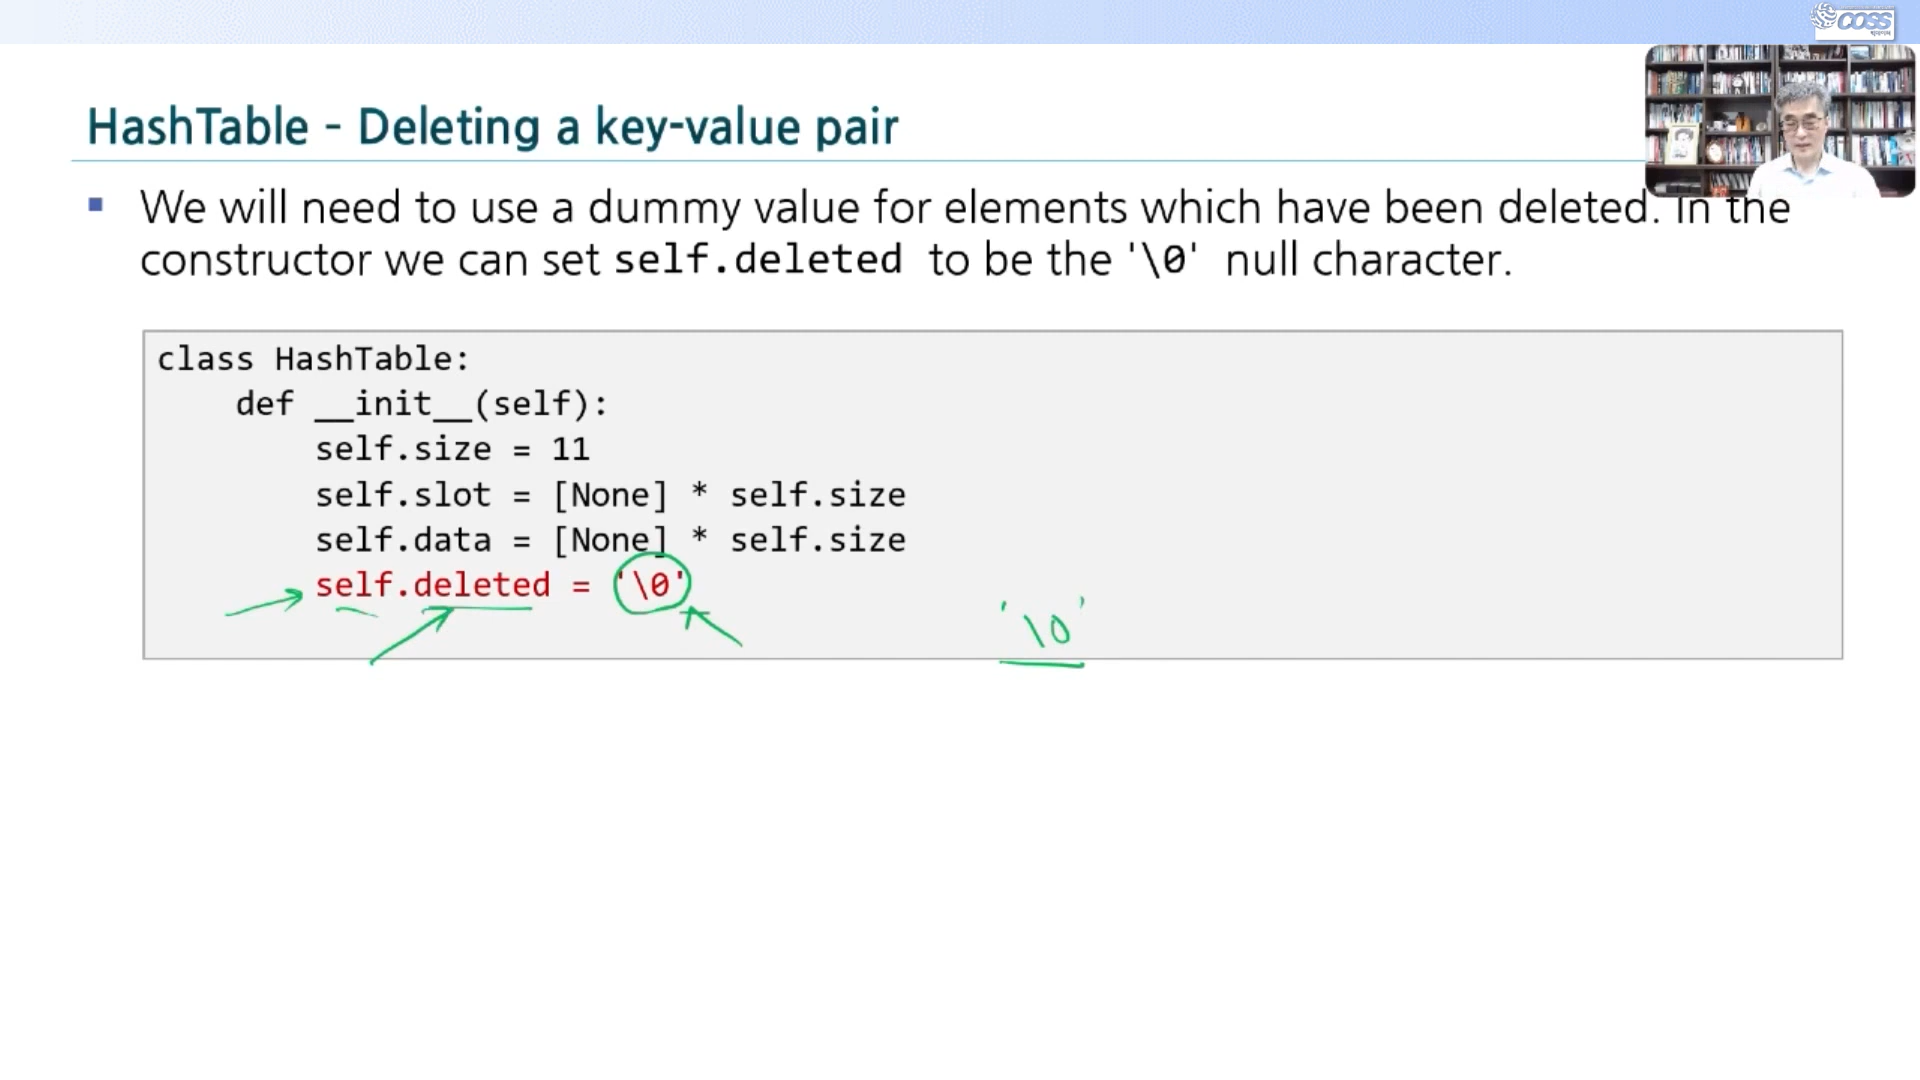 COSS
HashTable - Deleting a key-value pair
▪ We will need to use a dummy value for elements which have been deleted. In the
constructor we can set self.deleted to be the '\0' null character.
class HashTable:
    def __init__(self):
        self.size = 11
        self.slot = [None] * self.size
        self.data = [None] * self.size
        self.deleted = '\0'
'\0'